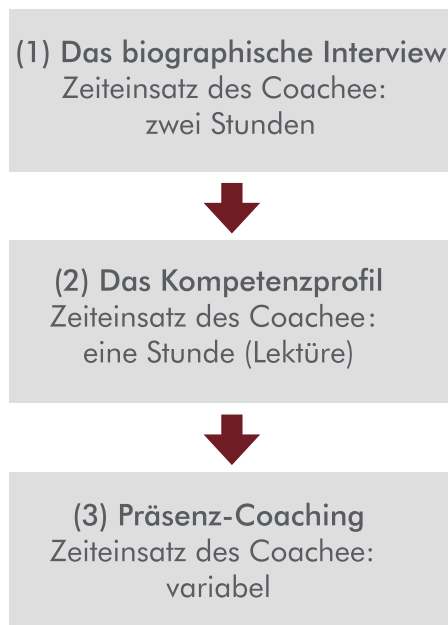 (1) Das biographische Interview
Zeiteinsatz des Coachee:
zwei Stunden
(2) Das Kompetenzprofil
Zeiteinsatz des Coachee:
eine Stunde (Lektüre)
(3) Präsenz-Coaching
Zeiteinsatz des Coachee:
variabel